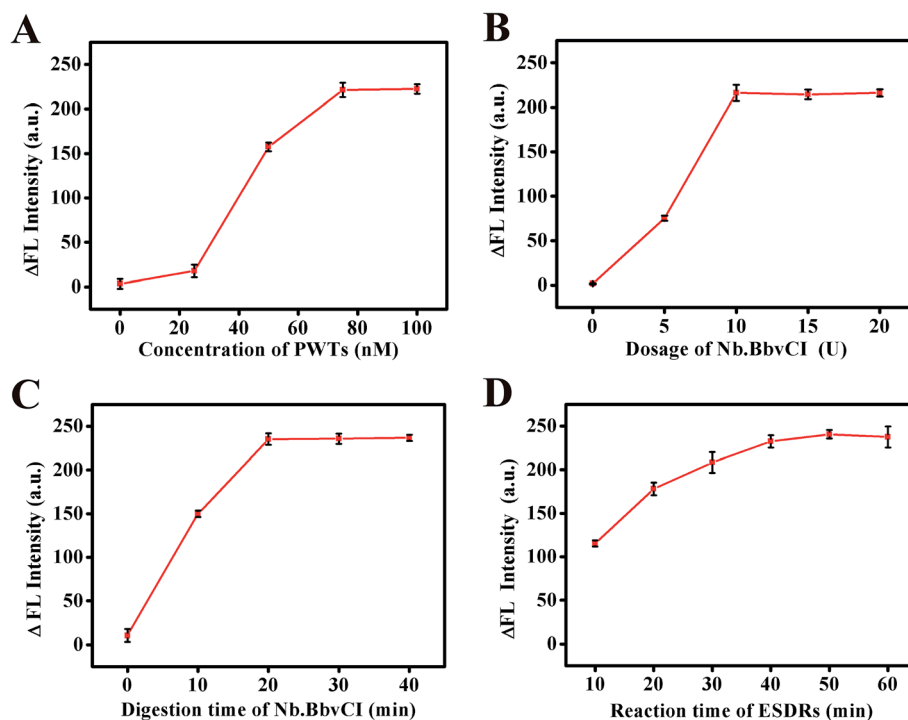 A
250
200
150
100
50
0
ΔFL Intensity (a.u.)
0 20 40 60 80 100
Concentration of PWTs (nM)
B
250
200
150
100
50
0
ΔFL Intensity (a.u.)
0 5 10 15 20
Dosage of Nb.BbvCI (U)
C
250
200
150
100
50
0
Δ FL Intensity (a.u.)
0 10 20 30 40
Digestion time of Nb.BbvCI (min)
D
250
200
150
100
50
0
ΔFL Intensity (a.u.)
10 20 30 40 50 60
Reaction time of ESDRs (min)